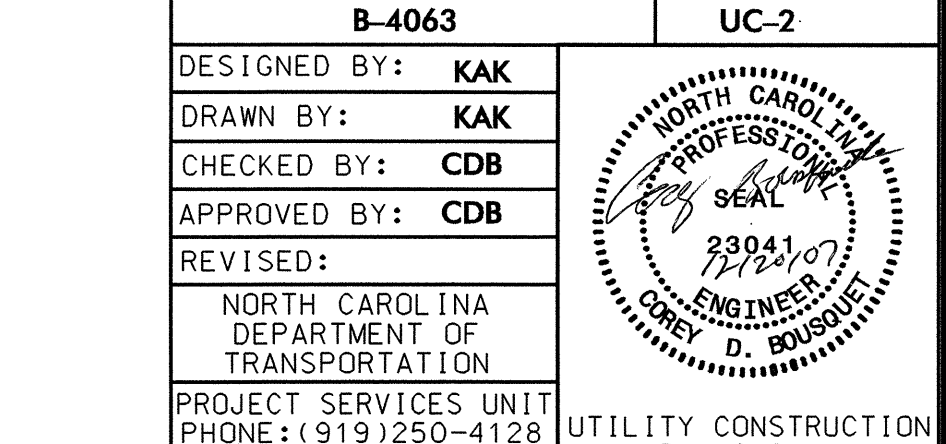 B-4063
UC-2
DESIGNED BY: KAK
DRAWN BY: KAK
CHECKED BY: CDB
APPROVED BY: CDB
REVISED:
NORTH CAROLINA
DEPARTMENT OF
TRANSPORTATION
PROJECT SERVICES UNIT
PHONE:(919)250-4128
NORTH CAROLINA
PROFESSIONAL
SEAL
23041
12/20/07
ENGINEER
COREY D. BOUSQUET
UTILITY CONSTRUCTION